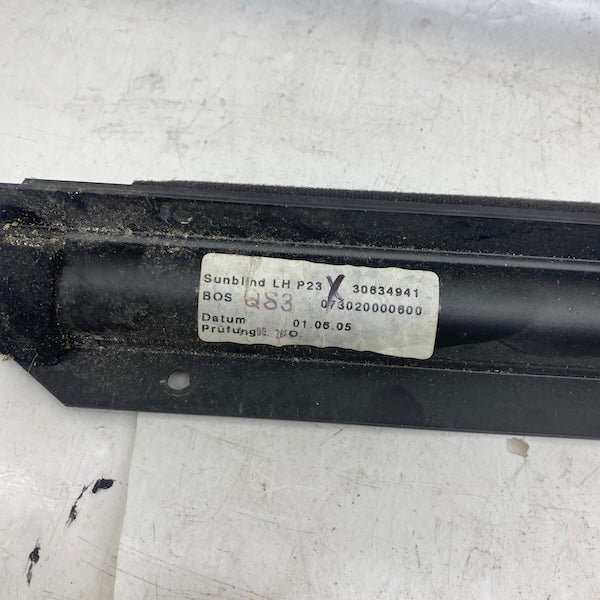 Sunblind LH P23 X 30634941
BOS QS3 073020000600
Datum 01.06.05
Prüfung O.